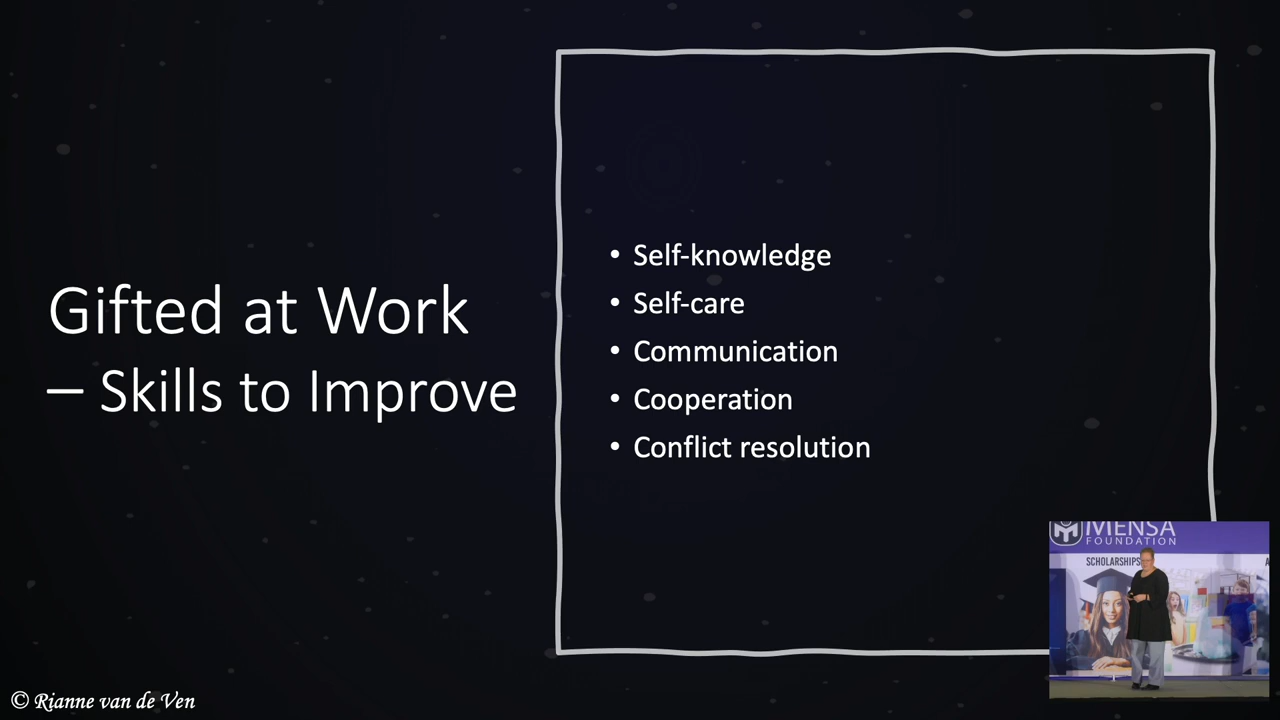 Gifted at Work
– Skills to Improve
• Self-knowledge
• Self-care
• Communication
• Cooperation
• Conflict resolution
MENSA
FOUNDATION
SCHOLARSHIPS
A
© Rianne van de Ven